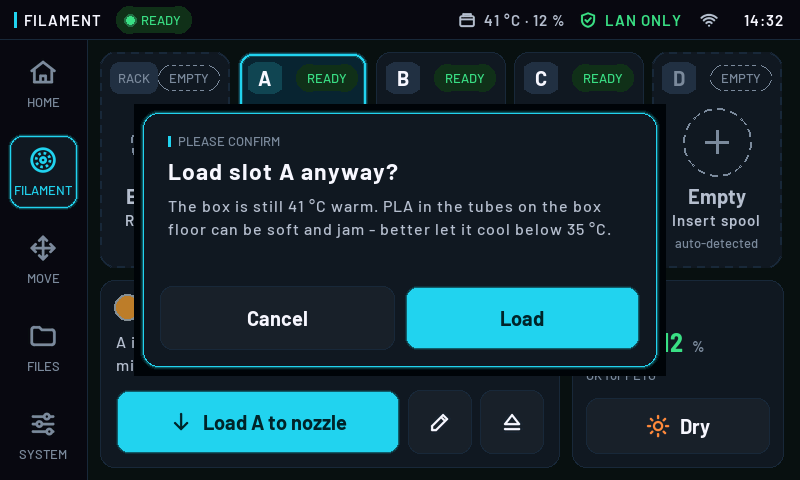 FILAMENT
READY
41 °C · 12 %
LAN ONLY
14:32
HOME
FILAMENT
MOVE
FILES
SYSTEM
RACK
EMPTY
A
READY
B
READY
C
READY
D
EMPTY
Empty
Insert spool
auto-detected
PLEASE CONFIRM
Load slot A anyway?
The box is still 41 °C warm. PLA in the tubes on the box
floor can be soft and jam - better let it cool below 35 °C.
Cancel
Load
A i
mi
12 %
Load A to nozzle
Dry